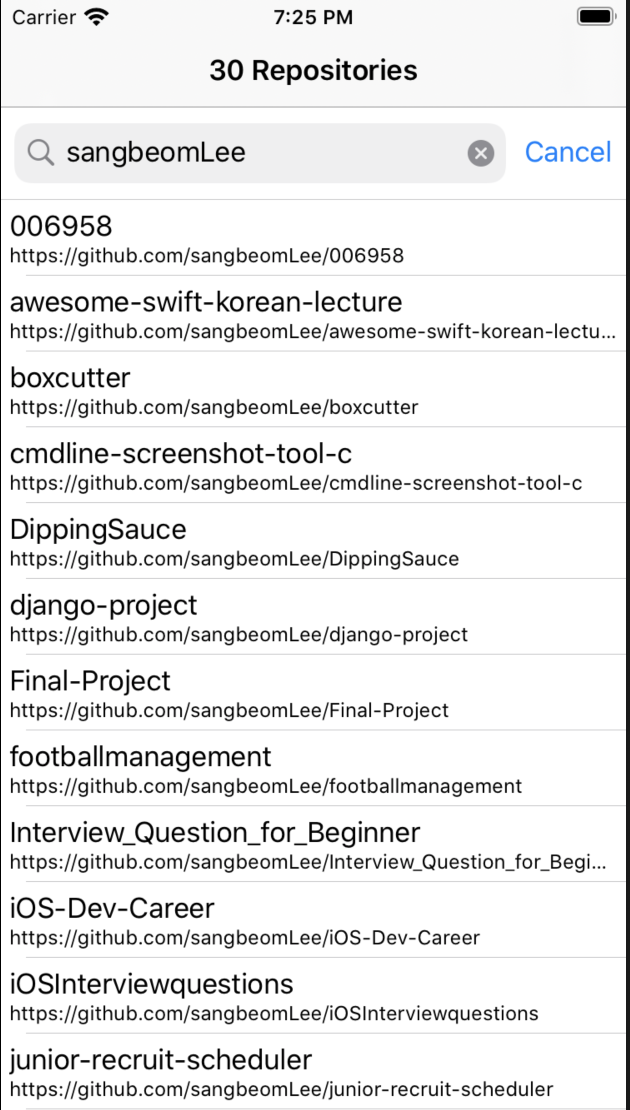 Carrier 7:25 PM
30 Repositories
sangbeomLee Cancel
006958
https://github.com/sangbeomLee/006958
awesome-swift-korean-lecture
https://github.com/sangbeomLee/awesome-swift-korean-lectu...
boxcutter
https://github.com/sangbeomLee/boxcutter
cmdline-screenshot-tool-c
https://github.com/sangbeomLee/cmdline-screenshot-tool-c
DippingSauce
https://github.com/sangbeomLee/DippingSauce
django-project
https://github.com/sangbeomLee/django-project
Final-Project
https://github.com/sangbeomLee/Final-Project
footballmanagement
https://github.com/sangbeomLee/footballmanagement
Interview_Question_for_Beginner
https://github.com/sangbeomLee/Interview_Question_for_Begi...
iOS-Dev-Career
https://github.com/sangbeomLee/iOS-Dev-Career
iOSInterviewquestions
https://github.com/sangbeomLee/iOSInterviewquestions
junior-recruit-scheduler
https://github.com/sangbeomLee/junior-recruit-scheduler